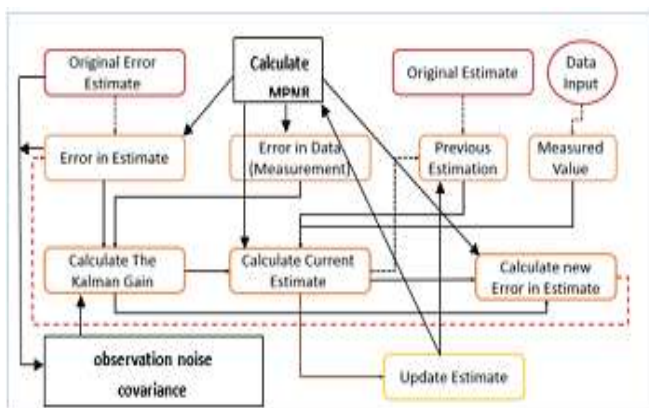 Original Error
Estimate
Calculate
MPNR
Original Estimate
Data
Input
Error in Estimate
Error in Data
(Measurement)
Previous
Estimation
Measured
Value
Calculate The
Kalman Gain
Calculate Current
Estimate
Calculate new
Error in Estimate
observation noise
covariance
Update Estimate